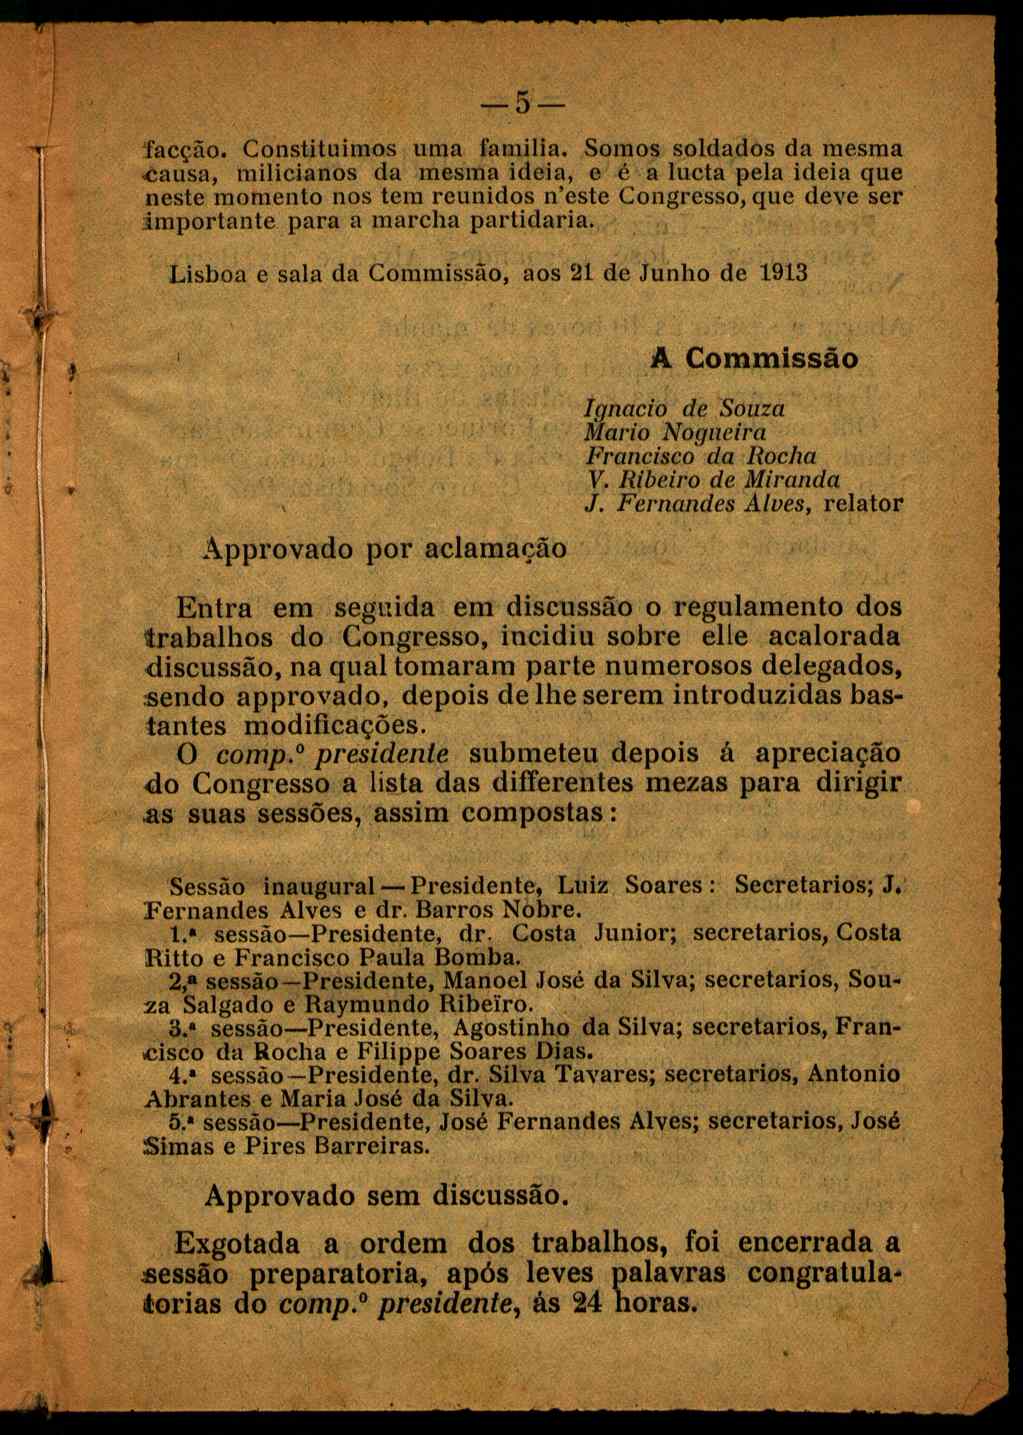 — 5 —
facção. Constituimos uma familia. Somos soldados da mesma
causa, milicianos da mesma ideia, e é a lucta pela ideia que
neste momento nos tem reunidos n'este Congresso, que deve ser
importante para a marcha partidaria.
Lisboa e sala da Commissão, aos 21 de Junho de 1913
A Commissão
Ignacio de Souza
Mario Nogueira
Francisco da Rocha
V. Ribeiro de Miranda
J. Fernandes Alves, relator
Approvado por aclamação
Entra em seguida em discussão o regulamento dos
trabalhos do Congresso, incidiu sobre elle acalorada
discussão, na qual tomaram parte numerosos delegados,
sendo approvado, depois de lhe serem introduzidas bas-
tantes modificações.
O comp.º presidente submeteu depois á apreciação
do Congresso a lista das differentes mezas para dirigir
as suas sessões, assim compostas:
Sessão inaugural — Presidente, Luiz Soares: Secretarios; J.
Fernandes Alves e dr. Barros Nobre.
1.ª sessão—Presidente, dr. Costa Junior; secretarios, Costa
Ritto e Francisco Paula Bomba.
2,ª sessão—Presidente, Manoel José da Silva; secretarios, Sou-
za Salgado e Raymundo Ribeïro.
3.ª sessão—Presidente, Agostinho da Silva; secretarios, Fran-
cisco da Rocha e Filippe Soares Dias.
4.ª sessão—Presidente, dr. Silva Tavares; secretarios, Antonio
Abrantes e Maria José da Silva.
5.ª sessão—Presidente, José Fernandes Alves; secretarios, José
Simas e Pires Barreiras.
Approvado sem discussão.
Exgotada a ordem dos trabalhos, foi encerrada a
sessão preparatoria, após leves palavras congratula-
torias do comp.º presidente, ás 24 horas.